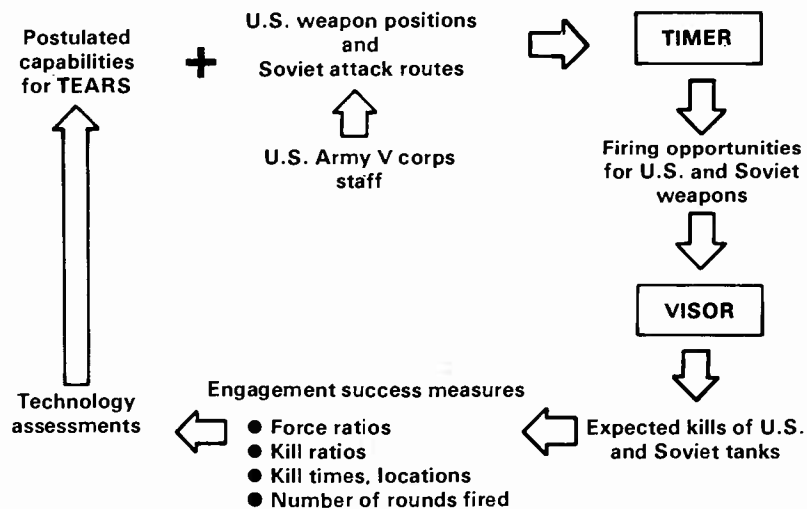 Postulated
capabilities
for TEARS
+
U.S. weapon positions
and
Soviet attack routes
U.S. Army V corps
staff
TIMER
Firing opportunities
for U.S. and Soviet
weapons
VISOR
Expected kills of U.S.
and Soviet tanks
Engagement success measures
● Force ratios
● Kill ratios
● Kill times, locations
● Number of rounds fired
Technology
assessments